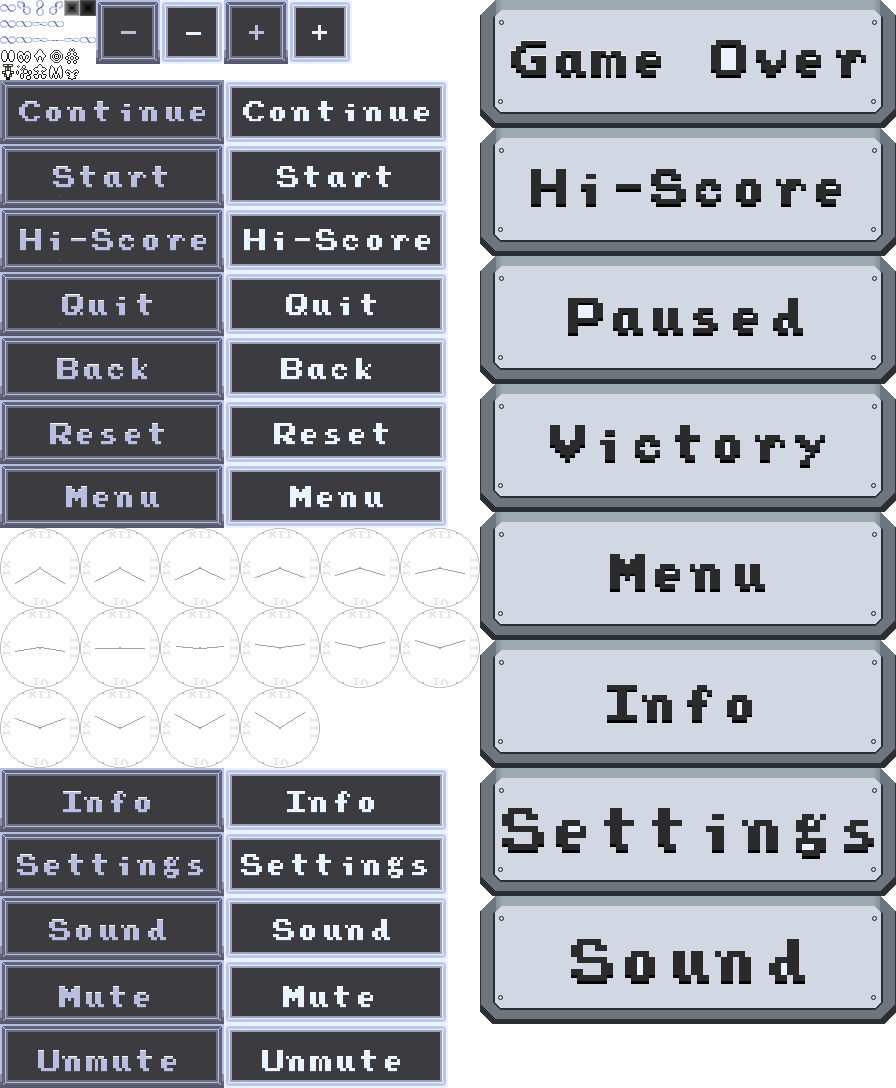 - - + +
Continue Continue
Start Start
Hi-Score Hi-Score
Quit Quit
Back Back
Reset Reset
Menu Menu
Info Info
Settings Settings
Sound Sound
Mute Mute
Unmute Unmute
Game Over
Hi-Score
Paused
Victory
Menu
Info
Settings
Sound